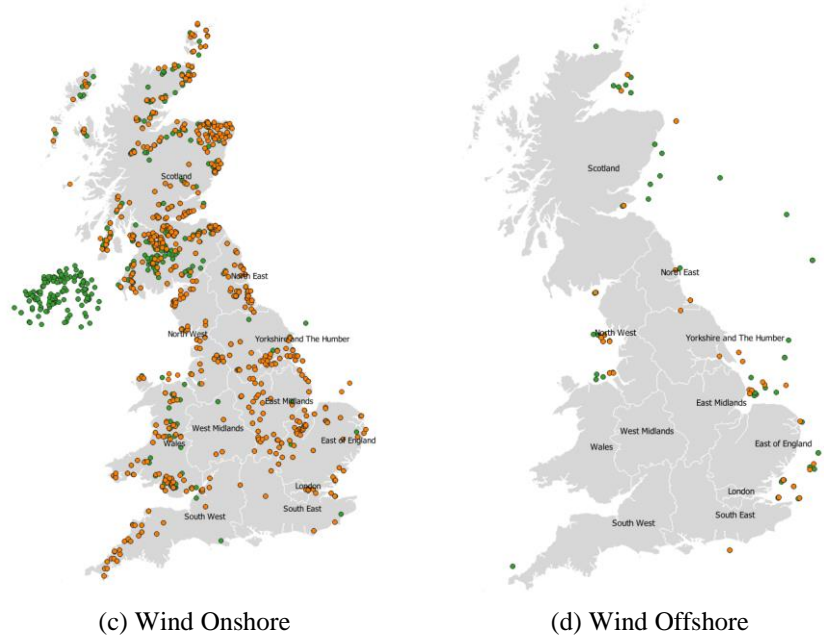 Scotland
North East
North West
Yorkshire and The Humber
East Midlands
West Midlands
Wales
East of England
London
South East
South West
(c) Wind Onshore
Scotland
North East
North West
Yorkshire and The Humber
East Midlands
West Midlands
East of England
Wales
London
South East
South West
(d) Wind Offshore